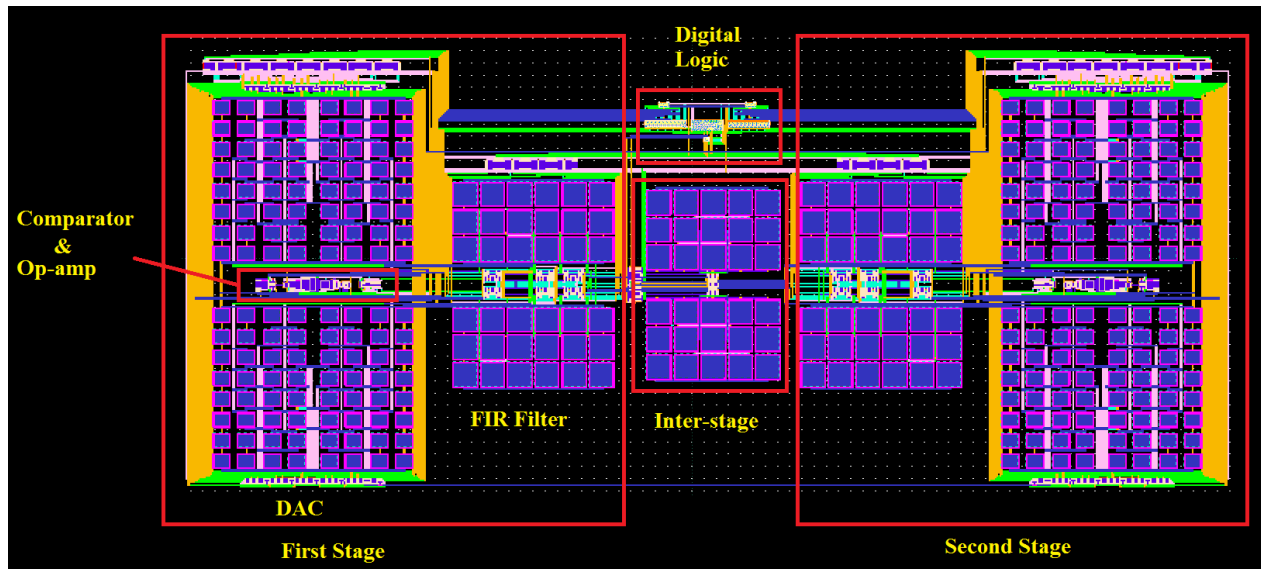 Digital
Logic
Comparator
&
Op-amp
FIR Filter
Inter-stage
DAC
First Stage
Second Stage